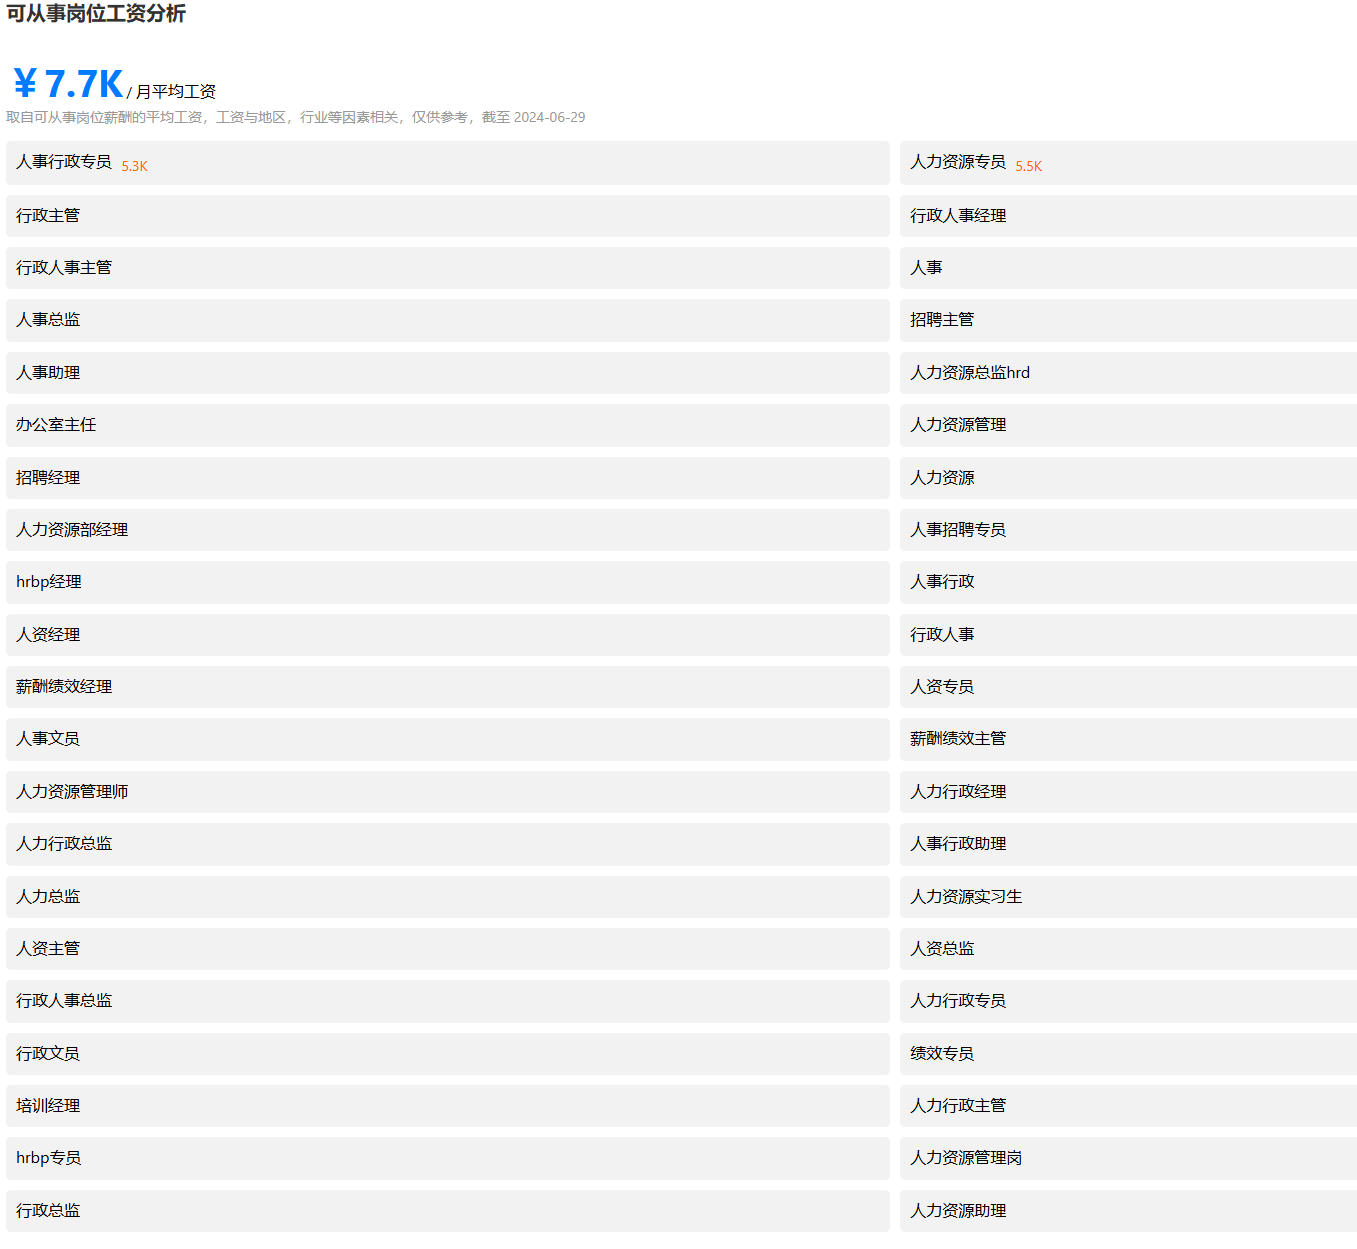 可从事岗位工资分析
¥7.7K / 月平均工资
取自可从事岗位薪酬的平均工资，工资与地区，行业等因素相关，仅供参考，截至 2024-06-29
人事行政专员 5.3K
人力资源专员 5.5K
行政主管
行政人事经理
行政人事主管
人事
人事总监
招聘主管
人事助理
人力资源总监hrd
办公室主任
人力资源管理
招聘经理
人力资源
人力资源部经理
人事招聘专员
hrbp经理
人事行政
人资经理
行政人事
薪酬绩效经理
人资专员
人事文员
薪酬绩效主管
人力资源管理师
人力行政经理
人力行政总监
人事行政助理
人力总监
人力资源实习生
人资主管
人资总监
行政人事总监
人力行政专员
行政文员
绩效专员
培训经理
人力行政主管
hrbp专员
人力资源管理岗
行政总监
人力资源助理